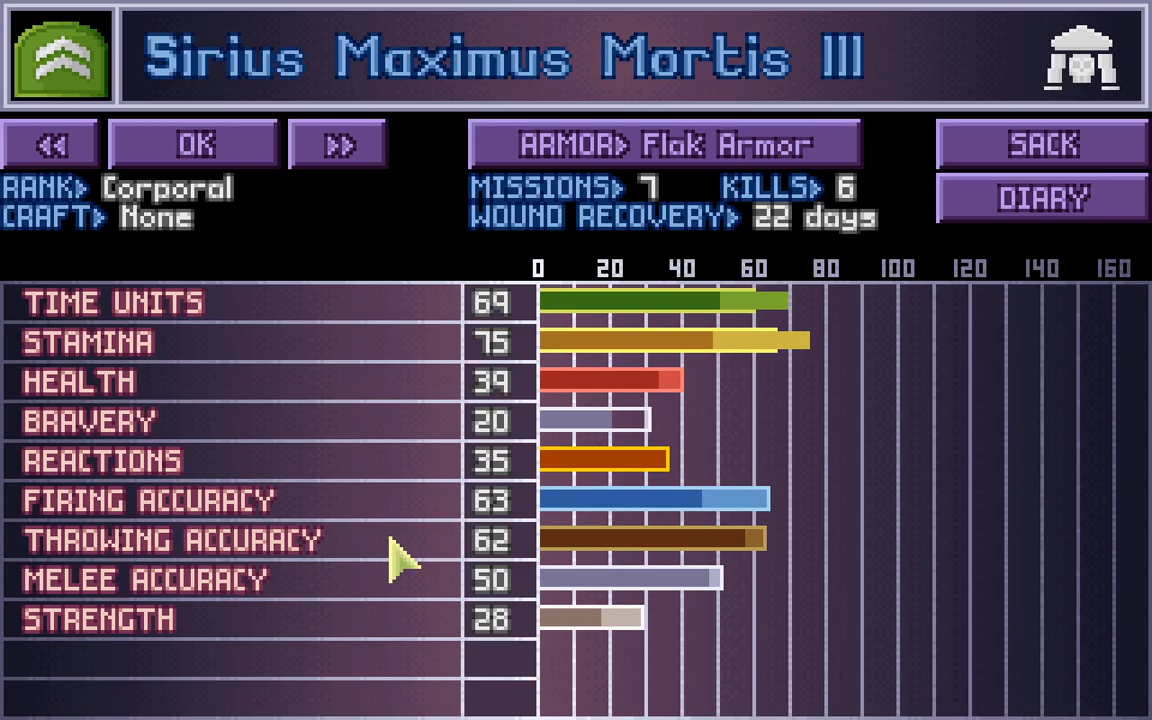 Sirius Maximus Mortis III
OK ARMOR> Flak Armor SACK
RANK> Corporal MISSIONS> 7 KILLS> 6 DIARY
CRAFT> None WOUND RECOVERY> 22 days
0 20 40 60 80 100 120 140 160
TIME UNITS 69
STAMINA 75
HEALTH 39
BRAVERY 20
REACTIONS 35
FIRING ACCURACY 63
THROWING ACCURACY 62
MELEE ACCURACY 50
STRENGTH 28